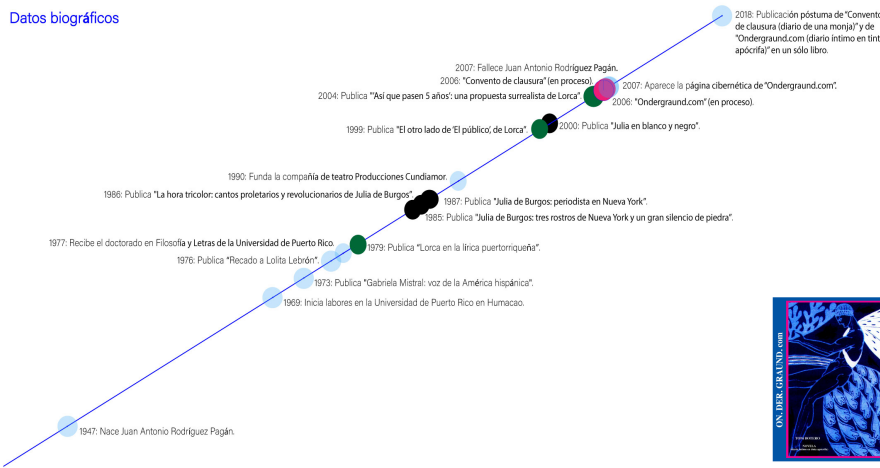 Datos biográficos
2018: Publicación póstuma de "Convento
de clausura (diario de una monja)" y de
"Ondergraund.com (diario íntimo en tint
apócrifa)" en un sólo libro.
2007: Fallece Juan Antonio Rodríguez Pagán.
2006: "Convento de clausura" (en proceso).
2007: Aparece la página cibernética de "Ondergraund.com".
2004: Publica "'Así que pasen 5 años': una propuesta surrealista de Lorca".
2006: "Ondergraund.com" (en proceso).
1999: Publica "El otro lado de 'El público', de Lorca".
2000: Publica "Julia en blanco y negro".
1990: Funda la compañía de teatro Producciones Cundiamor.
1986: Publica "La hora tricolor: cantos proletarios y revolucionarios de Julia de Burgos".
1987: Publica "Julia de Burgos: periodista en Nueva York".
1985: Publica "Julia de Burgos: tres rostros de Nueva York y un gran silencio de piedra".
1977: Recibe el doctorado en Filosofía y Letras de la Universidad de Puerto Rico.
1979: Publica "Lorca en la lírica puertorriqueña".
1976: Publica "Recado a Lolita Lebrón".
1973: Publica "Gabriela Mistral: voz de la América hispánica".
1969: Inicia labores en la Universidad de Puerto Rico en Humacao.
1947: Nace Juan Antonio Rodríguez Pagán.
ON. DER. GRAUND. com
NOVELA